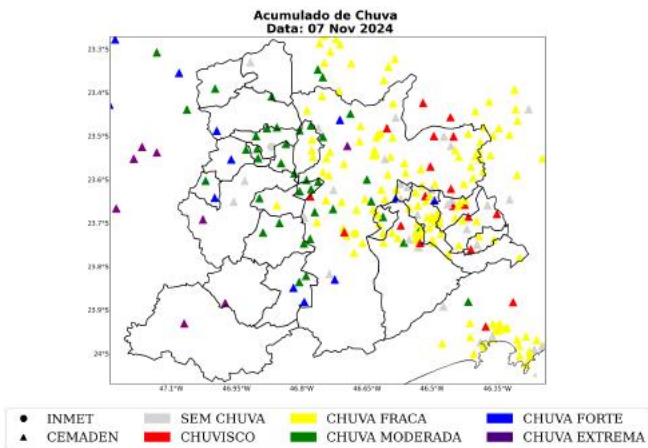 Acumulado de Chuva
Data: 07 Nov 2024
23.3°S
23.4°S
23.5°S
23.6°S
23.7°S
23.8°S
23.9°S
24°S
47.1°W
46.95°W
46.8°W
46.65°W
46.5°W
46.35°W
INMET SEM CHUVA CHUVA FRACA CHUVA FORTE
CEMADEN CHUVISCO CHUVA MODERADA CHUVA EXTREMA